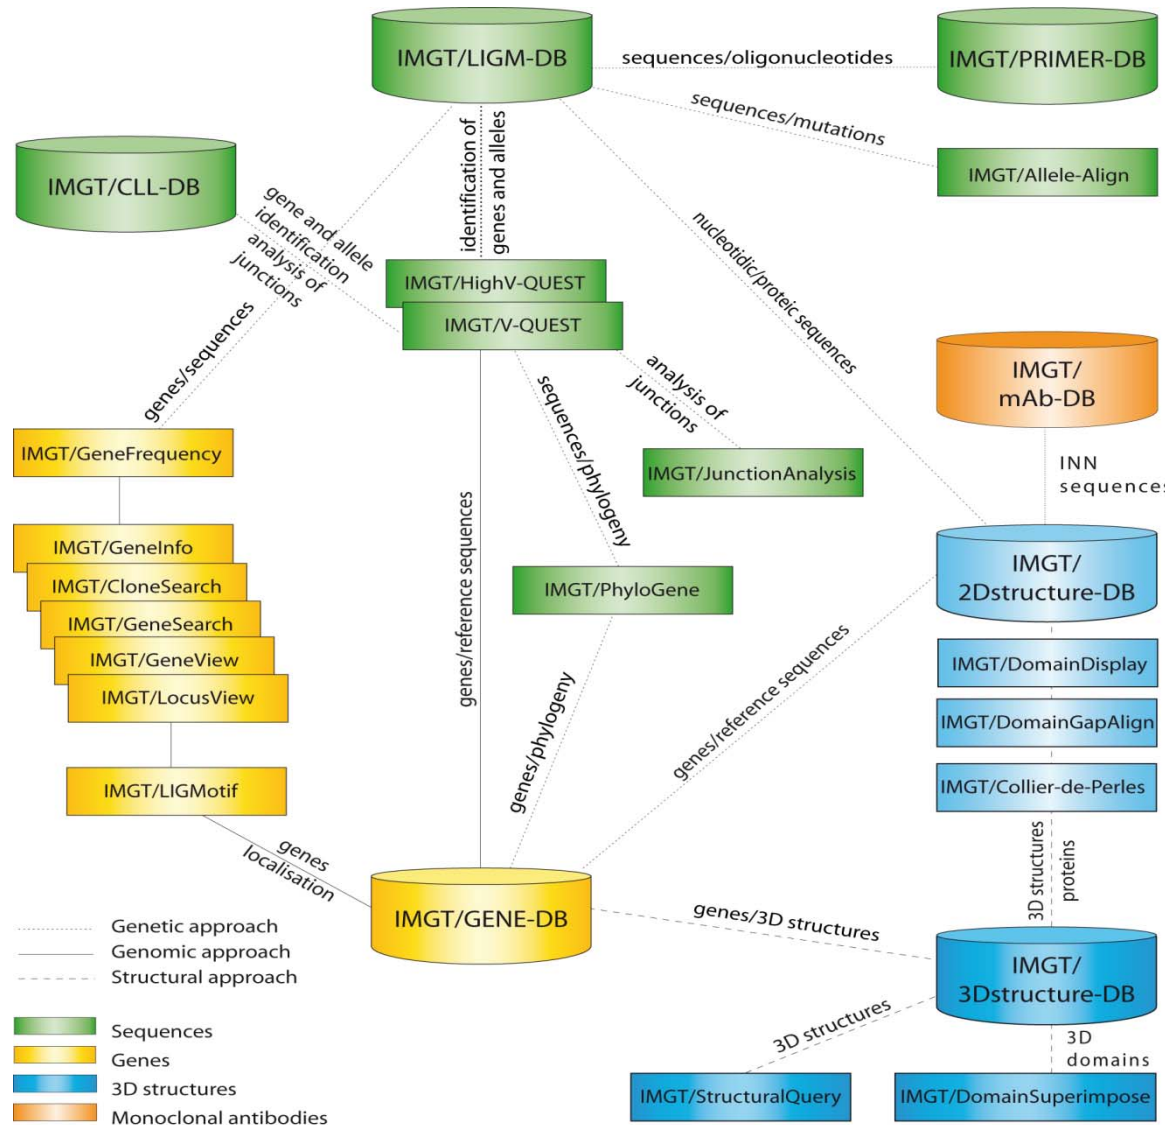 IMGT/LIGM-DB
sequences/oligonucleotides
IMGT/PRIMER-DB
sequences/mutations
IMGT/Allele-Align
IMGT/CLL-DB
identification of
genes and alleles
gene and allele
identification
analysis of
junctions
nucleotidic/proteic sequences
IMGT/HighV-QUEST
IMGT/V-QUEST
genes/sequences
analysis of
junctions
sequences/phylogeny
IMGT/
mAb-DB
IMGT/GeneFrequency
IMGT/JunctionAnalysis
INN
sequences
genes/reference sequences
IMGT/GeneInfo
IMGT/CloneSearch
IMGT/GeneSearch
IMGT/GeneView
IMGT/LocusView
IMGT/PhyloGene
IMGT/
2Dstructure-DB
genes/reference sequences
IMGT/DomainDisplay
IMGT/DomainGapAlign
IMGT/Collier-de-Perles
genes/phylogeny
IMGT/LIGMotif
genes
localisation
3D structures
proteins
IMGT/GENE-DB
genes/3D structures
IMGT/
3Dstructure-DB
Genetic approach
Genomic approach
Structural approach
3D structures
3D
domains
Sequences
Genes
3D structures
Monoclonal antibodies
IMGT/StructuralQuery
IMGT/DomainSuperimpose